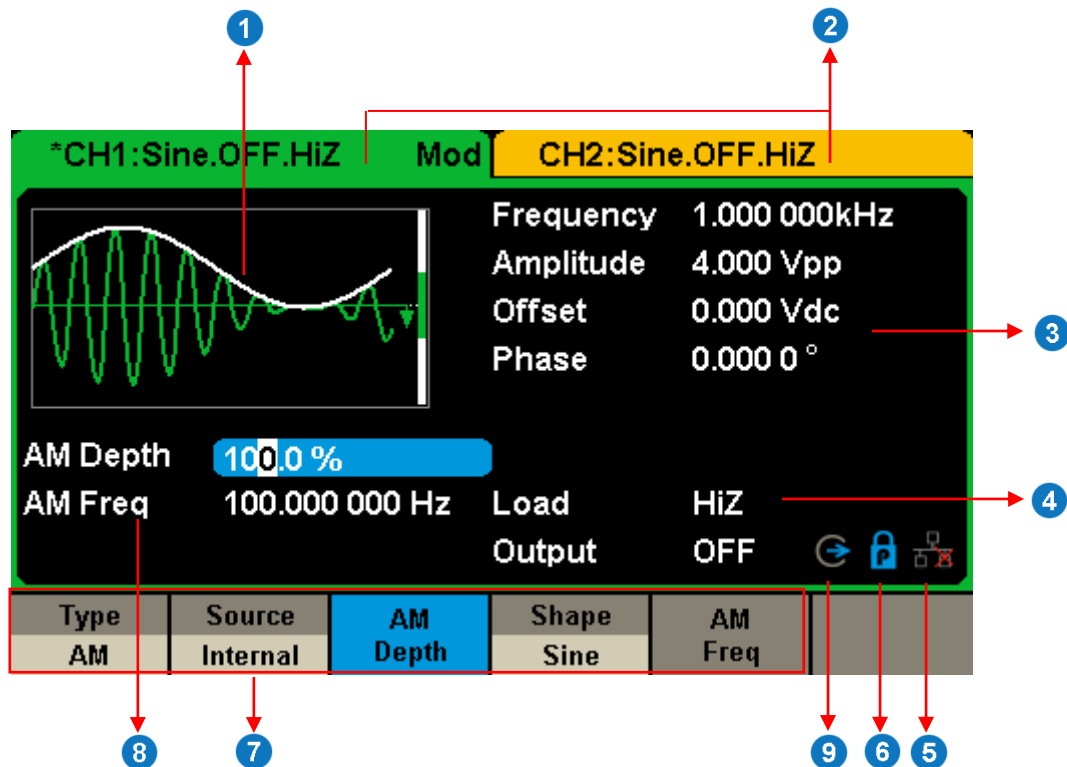 1 2
*CH1:Sine.OFF.HiZ Mod CH2:Sine.OFF.HiZ
Frequency 1.000 000kHz
Amplitude 4.000 Vpp
Offset 0.000 Vdc
3
Phase 0.000 0 °
AM Depth 100.0 %
AM Freq 100.000 000 Hz Load HiZ 4
Output OFF P
Type Source AM Shape AM
AM Internal Depth Sine Freq
8 7 9 6 5